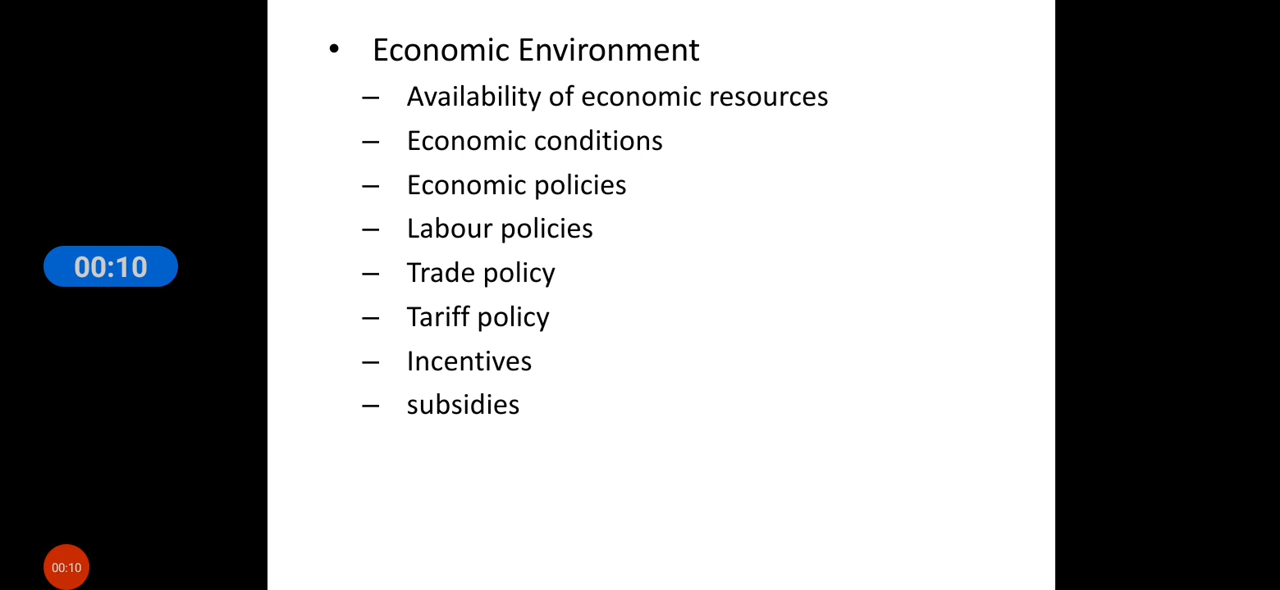 • Economic Environment
– Availability of economic resources
– Economic conditions
– Economic policies
– Labour policies
– Trade policy
– Tariff policy
– Incentives
– subsidies
00:10
00:10